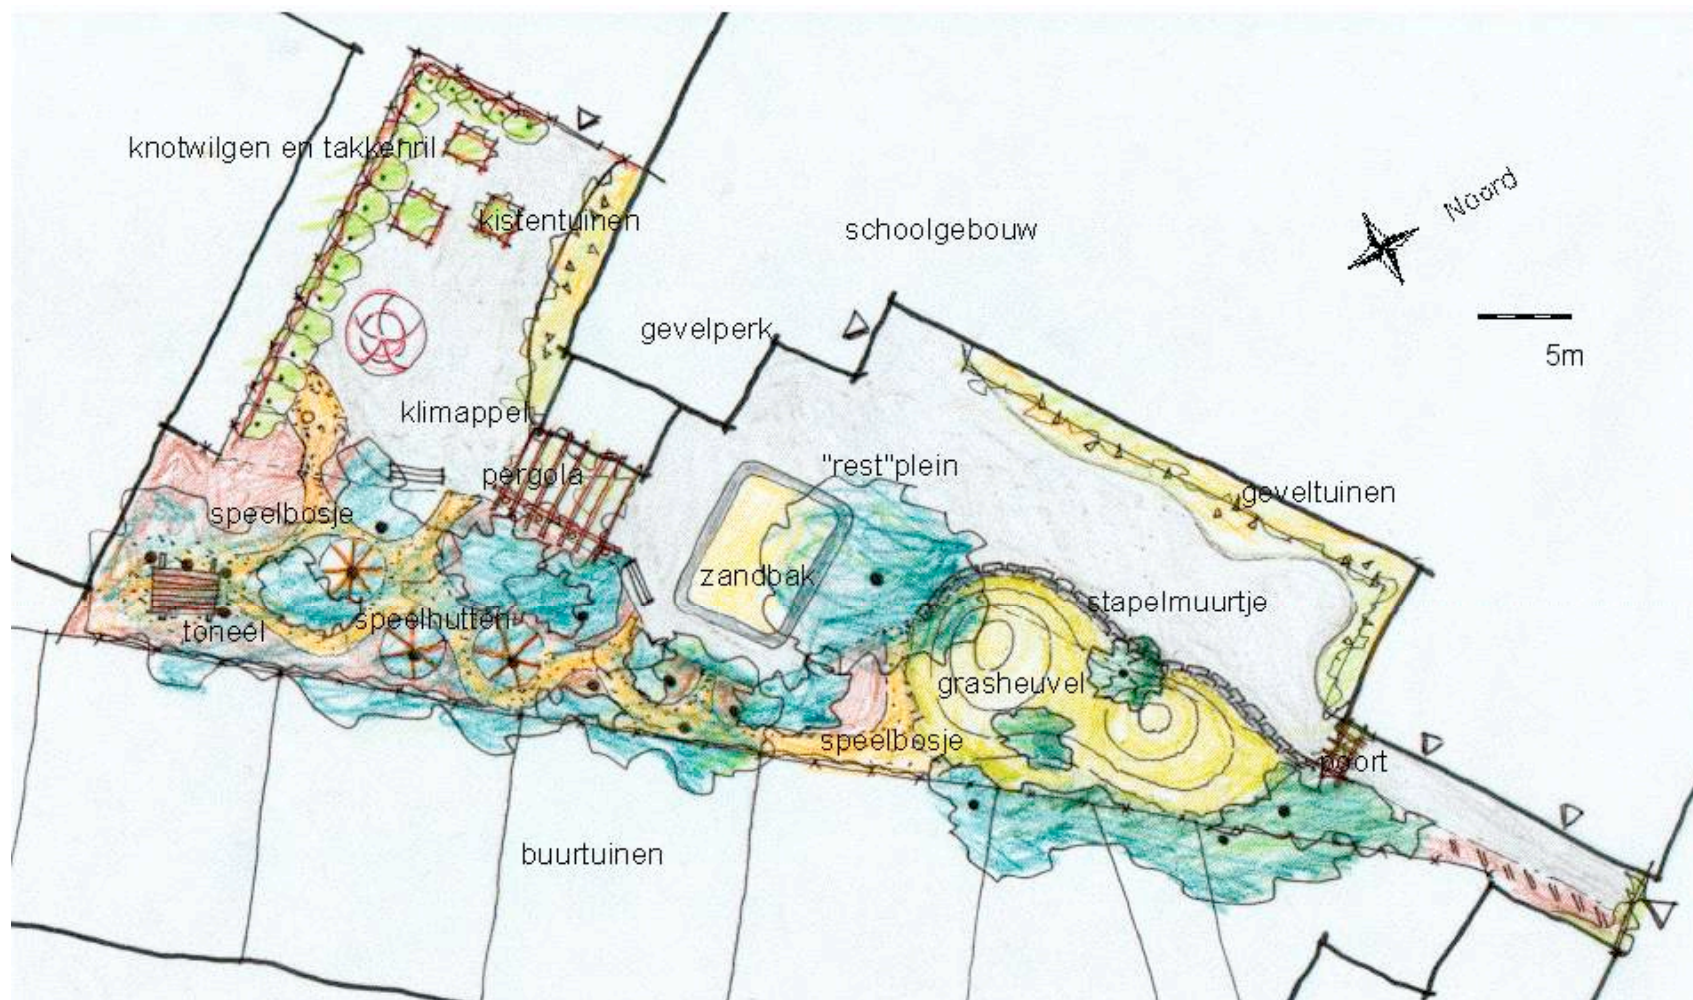 knotwilgen en takkenril
kistentuinen
schoolgebouw
Noord
5m
gevelperk
klimappel
pergola
"rest"plein
geveltuinen
speelbosje
zandbak
stapelmuurtje
toneel
speelhutten
grasheuvel
speelbosje
poort
buurtuinen